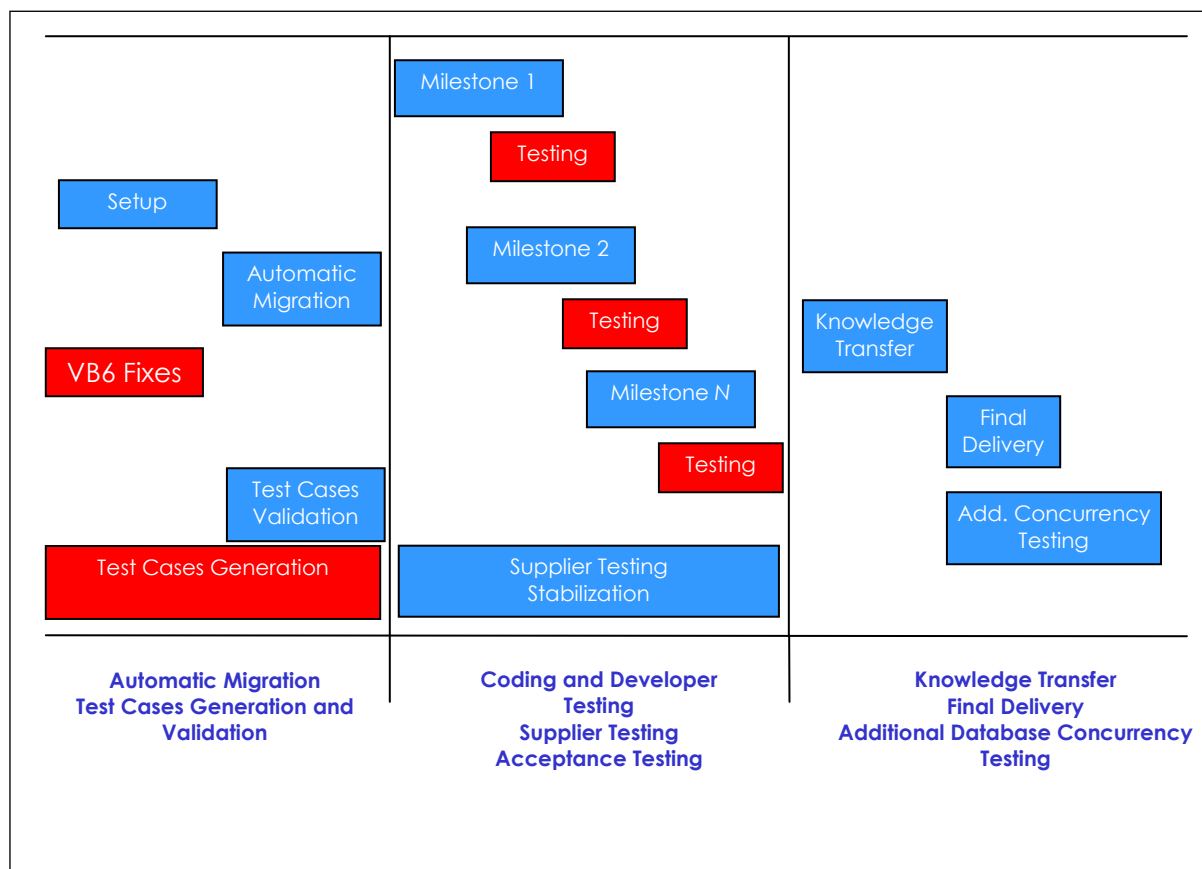 Setup
Automatic
Migration
VB6 Fixes
Test Cases
Validation
Test Cases Generation
Milestone 1
Testing
Milestone 2
Testing
Milestone N
Testing
Supplier Testing
Stabilization
Knowledge
Transfer
Final
Delivery
Add. Concurrency
Testing
Automatic Migration
Test Cases Generation and
Validation
Coding and Developer
Testing
Supplier Testing
Acceptance Testing
Knowledge Transfer
Final Delivery
Additional Database Concurrency
Testing